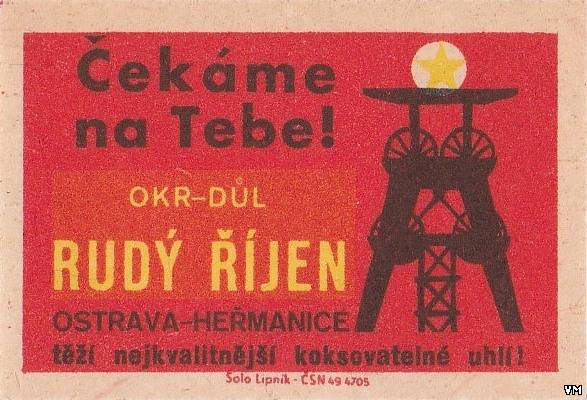 Čekáme
na Tebe!
OKR-DŮL
RUDÝ ŘÍJEN
OSTRAVA-HEŘMANICE
těží nejkvalitnější koksovatelné uhlí!
Solo Lipník - ČSN 49 4705
VM